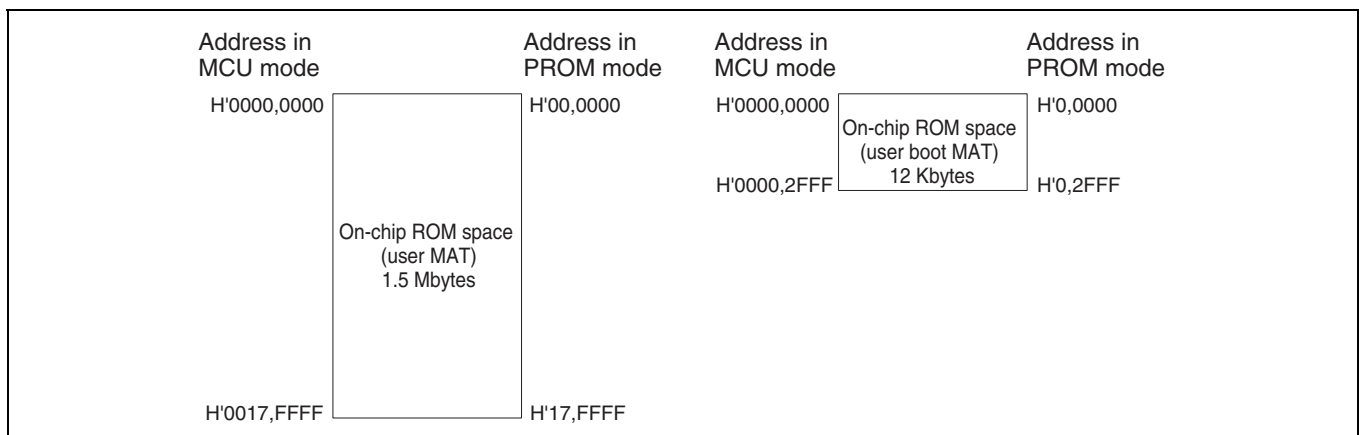 Address in
MCU mode
Address in
PROM mode
H'0000,0000
H'00,0000
On-chip ROM space
(user MAT)
1.5 Mbytes
H'0017,FFFF
H'17,FFFF
Address in
MCU mode
Address in
PROM mode
H'0000,0000
H'0,0000
On-chip ROM space
(user boot MAT)
12 Kbytes
H'0000,2FFF
H'0,2FFF